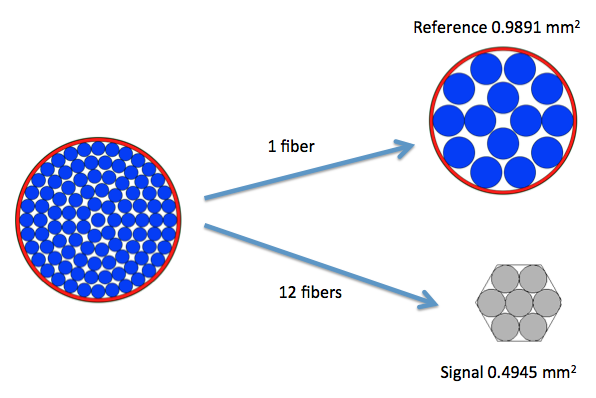 Reference 0.9891 mm²
1 fiber
12 fibers
Signal 0.4945 mm²